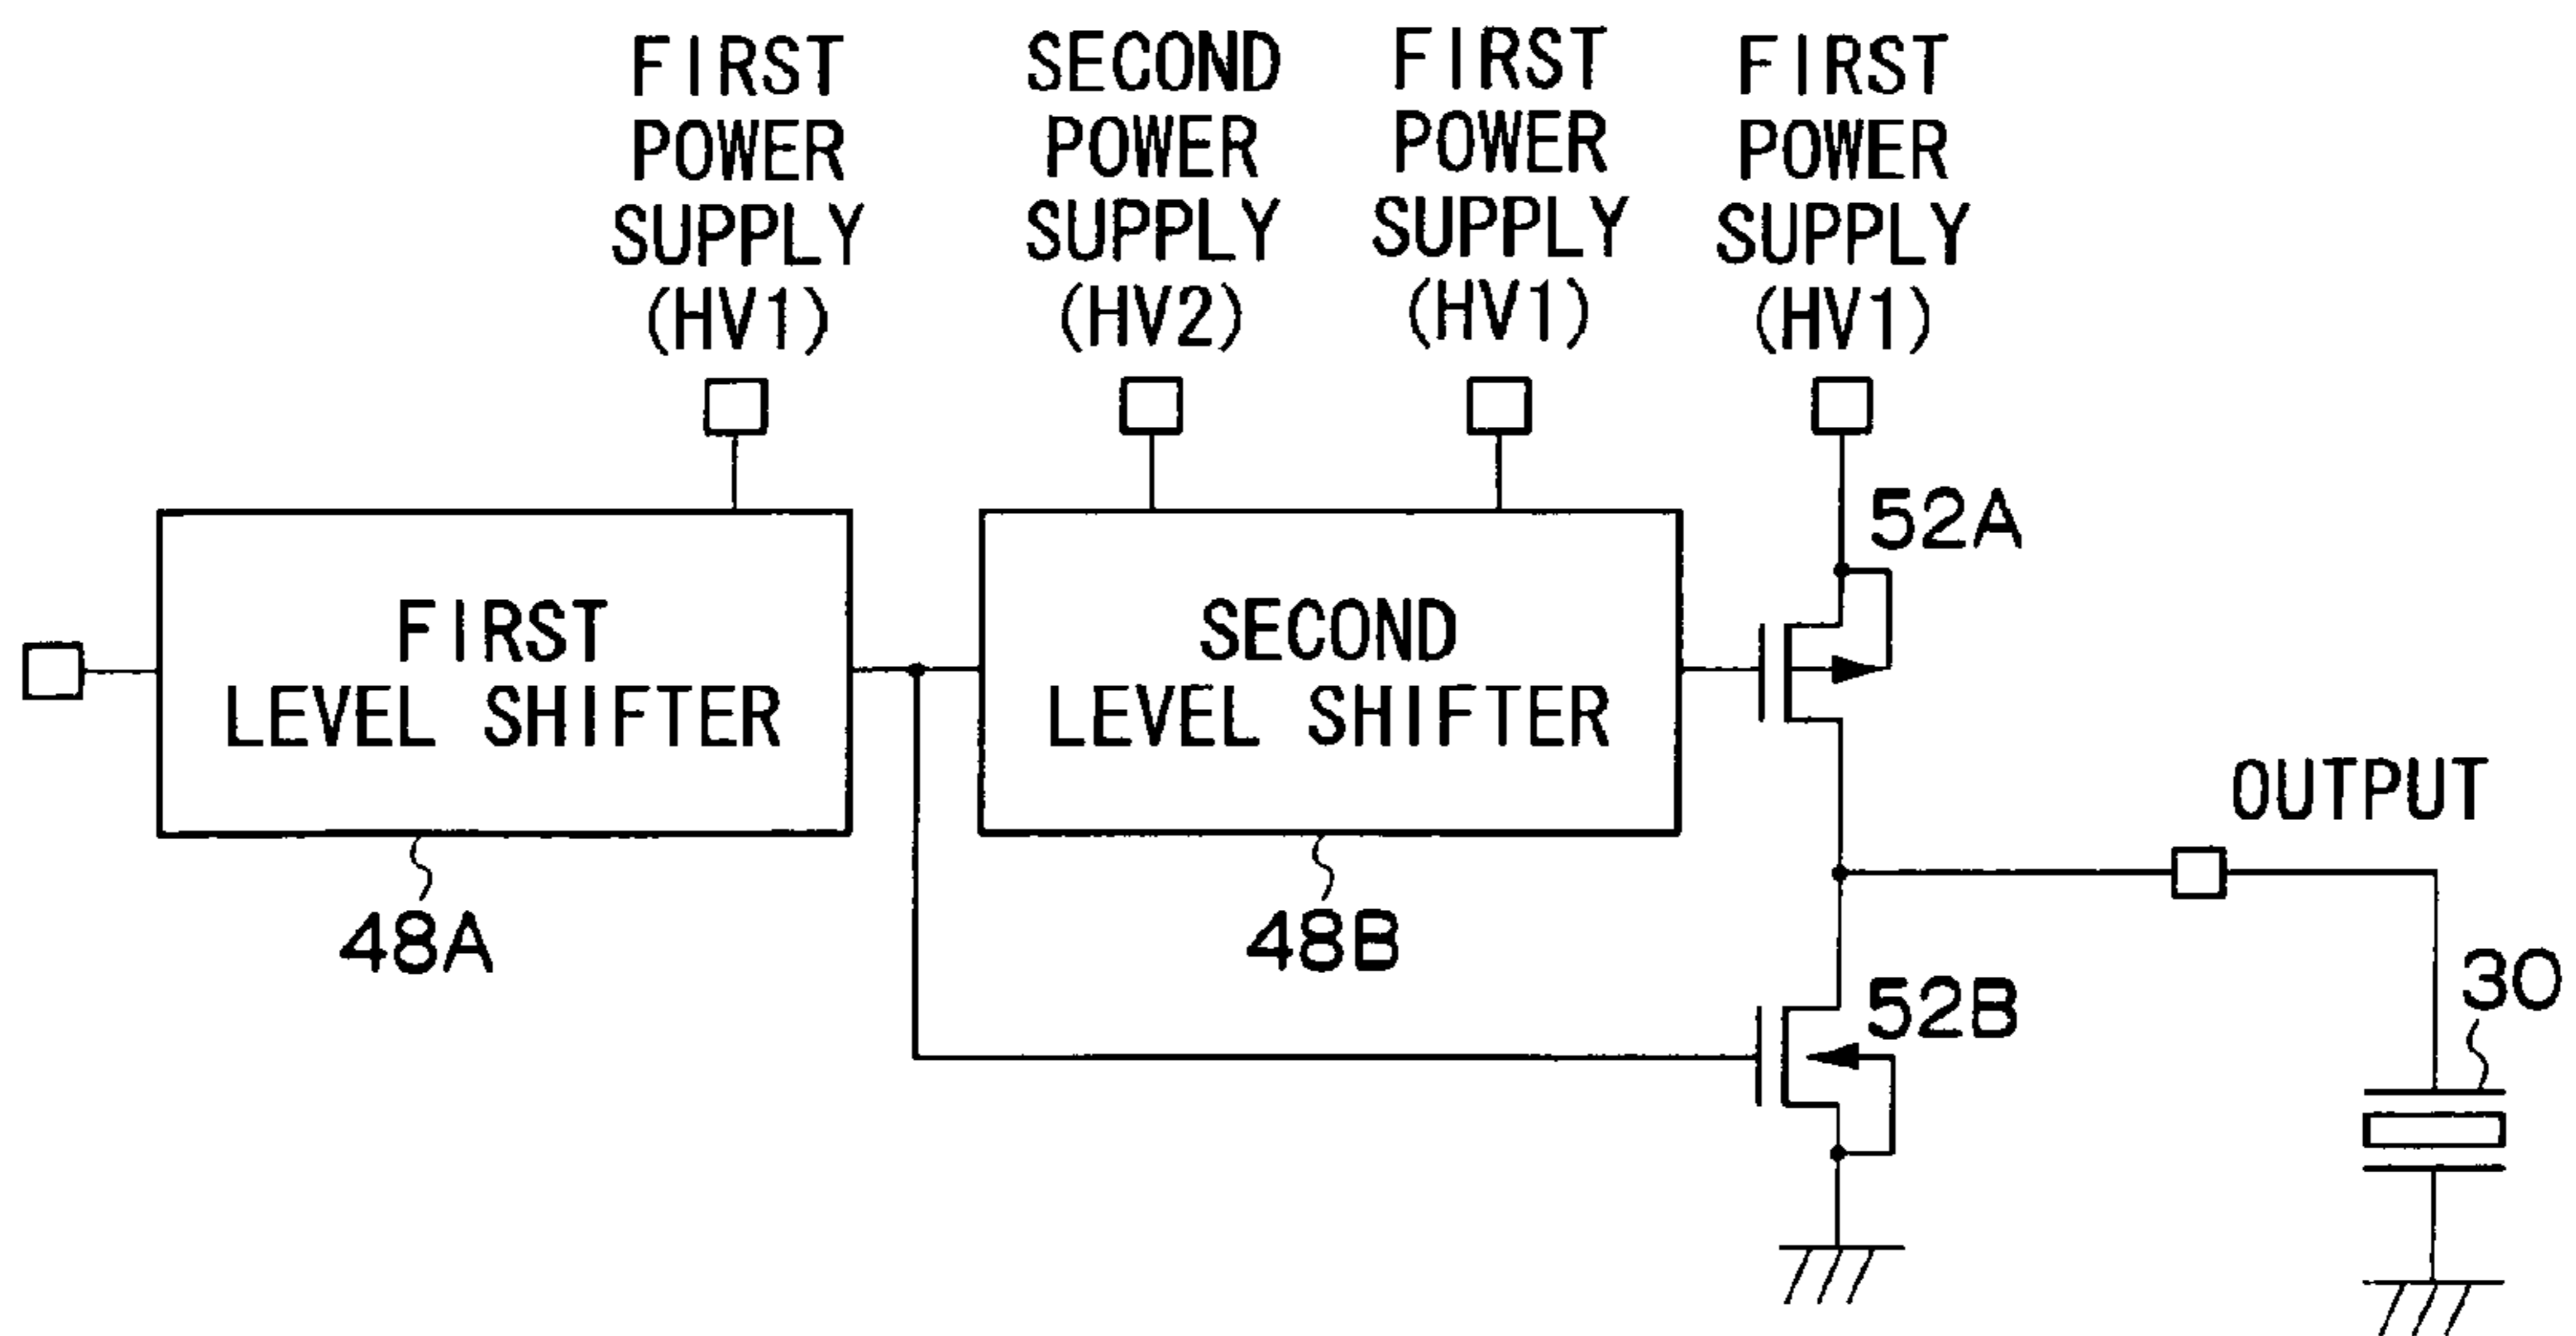 FIRST
POWER
SUPPLY
(HV1)
SECOND
POWER
SUPPLY
(HV2)
FIRST
POWER
SUPPLY
(HV1)
FIRST
POWER
SUPPLY
(HV1)
52A
FIRST
LEVEL SHIFTER
SECOND
LEVEL SHIFTER
OUTPUT
48A
48B
52B
30